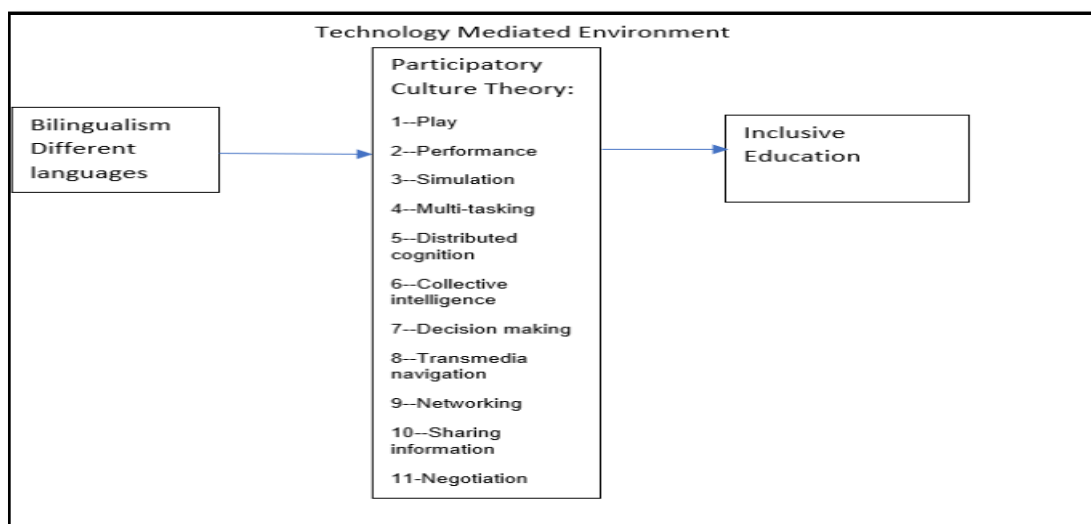 Technology Mediated Environment
Bilingualism
Different
languages
Participatory
Culture Theory:
1--Play
2--Performance
3--Simulation
4--Multi-tasking
5--Distributed
cognition
6--Collective
intelligence
7--Decision making
8--Transmedia
navigation
9--Networking
10--Sharing
information
11-Negotiation
Inclusive
Education